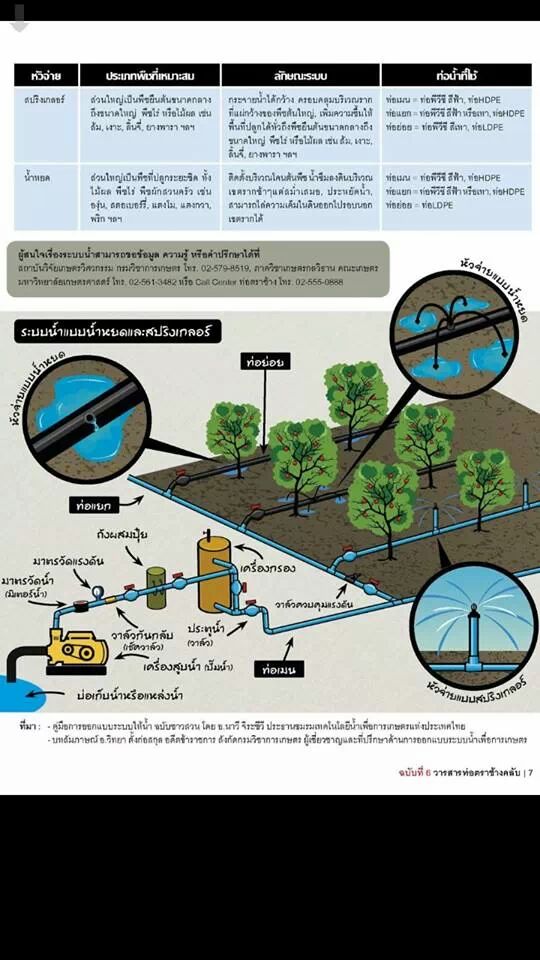 หัวจ่าย ประเภทพืชที่เหมาะสม ลักษณะระบบ ท่อน้ำที่ใช้
สปริงเกลอร์
ส่วนใหญ่เป็นพืชยืนต้นขนาดกลาง
ถึงขนาดใหญ่ พืชไร่ หรือไม้ผล เช่น
ส้ม, เงาะ, ลิ้นจี่, ยางพารา ฯลฯ
กระจายน้ำได้กว้าง ครอบคลุมบริเวณราก
ที่แผ่กว้างของพืชต้นใหญ่, เพิ่มความชื้นให้
พื้นที่ปลูกได้ทั่วถึงพืชยืนต้นขนาดกลางถึง
ขนาดใหญ่ พืชไร่ หรือไม้ผล เช่น ส้ม, เงาะ,
ลิ้นจี่, ยางพารา ฯลฯ
ท่อเมน = ท่อพีวีซี สีฟ้า, ท่อHDPE
ท่อแยก = ท่อพีวีซี สีฟ้าหรือเทา, ท่อHDPE
ท่อย่อย = ท่อพีวีซี สีเทา, ท่อLDPE
น้ำหยด
ส่วนใหญ่เป็นพืชที่ปลูกระยะชิด ทั้ง
ไม้ผล พืชไร่ พืชผักสวนครัว เช่น
องุ่น, สตอเบอร์รี่, แตงโม, แตงกวา,
พริก ฯลฯ
ติดตั้งบริเวณโคนต้นพืช น้ำซึมลงดินบริเวณ
เขตรากช้าๆแต่สม่ำเสมอ, ประหยัดน้ำ,
สามารถไล่ความเค็มในดินออกไปรอบนอก
เขตรากได้
ท่อเมน = ท่อพีวีซี สีฟ้า, ท่อHDPE
ท่อแยก = ท่อพีวีซี สีฟ้า หรือเทา, ท่อHDPE
ท่อย่อย = ท่อLDPE
ผู้สนใจเรื่องระบบน้ำสามารถขอข้อมูล ความรู้ หรือคำปรึกษาได้ที่
สถาบันวิจัยเกษตรวิศวกรรม กรมวิชาการเกษตร โทร. 02-579-8519, ภาควิชาเกษตรกลวิธาน คณะเกษตร
มหาวิทยาลัยเกษตรศาสตร์ โทร. 02-561-3482 หรือ Call Center ท่อตราช้าง โทร. 02-555-0888
ระบบน้ำแบบน้ำหยดและสปริงเกลอร์
หัวจ่ายแบบน้ำหยด
หัวจ่ายแบบน้ำหยด
ท่อย่อย
ท่อแยก
ถังผสมปุ๋ย
มาตรวัดแรงดัน
มาตรวัดน้ำ
(มิเตอร์น้ำ)
เครื่องกรอง
วาล์วควบคุมแรงดัน
วาล์วกันกลับ
(เช็ควาล์ว)
ประตูน้ำ
(วาล์ว)
เครื่องสูบน้ำ (ปั๊มน้ำ)
ท่อเมน
บ่อเก็บน้ำหรือแหล่งน้ำ
หัวจ่ายแบบสปริงเกลอร์
ที่มา : - คู่มือการออกแบบระบบให้น้ำ ฉบับชาวสวน โดย อ.นาวี จิระชีวี ประธานชมรมเทคโนโลยีน้ำเพื่อการเกษตรแห่งประเทศไทย
- บทสัมภาษณ์ อ.วิทยา ตั้งก่อสกุล อดีตข้าราชการ สังกัดกรมวิชาการเกษตร ผู้เชี่ยวชาญและที่ปรึกษาด้านการออกแบบระบบน้ำเพื่อการเกษตร
ฉบับที่ 6 วารสารท่อตราช้างคลับ | 7